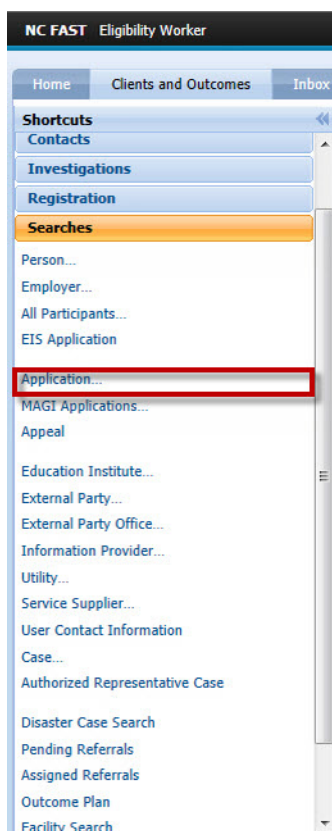 NC FAST Eligibility Worker
Home Clients and Outcomes Inbox
Shortcuts
Contacts
Investigations
Registration
Searches
Person...
Employer...
All Participants...
EIS Application
Application...
MAGI Applications...
Appeal
Education Institute...
External Party...
External Party Office...
Information Provider...
Utility...
Service Supplier...
User Contact Information
Case...
Authorized Representative Case
Disaster Case Search
Pending Referrals
Assigned Referrals
Outcome Plan
Facility Search